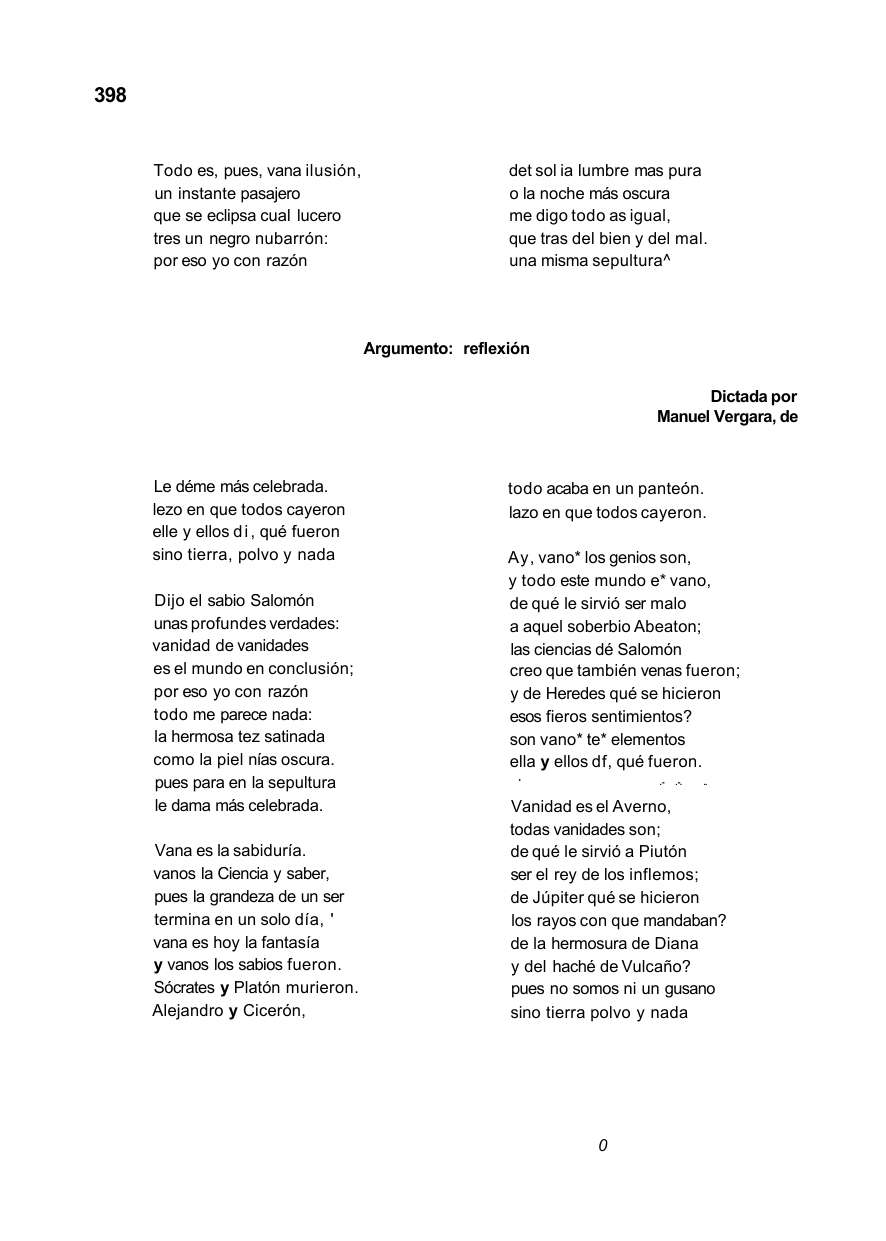 398
Todo es, pues, vana ilusión,
un instante pasajero
que se eclipsa cual lucero
tres un negro nubarrón:
por eso yo con razón
det sol ia lumbre mas pura
o la noche más oscura
me digo todo as igual,
que tras del bien y del mal.
una misma sepultura^
Argumento: reflexión
Dictada por
Manuel Vergara, de
Le déme más celebrada.
lezo en que todos cayeron
elle y ellos di, qué fueron
sino tierra, polvo y nada
Dijo el sabio Salomón
unas profundes verdades:
vanidad de vanidades
es el mundo en conclusión;
por eso yo con razón
todo me parece nada:
la hermosa tez satinada
como la piel nías oscura.
pues para en la sepultura
le dama más celebrada.
Vana es la sabiduría.
vanos la Ciencia y saber,
pues la grandeza de un ser
termina en un solo día, '
vana es hoy la fantasía
y vanos los sabios fueron.
Sócrates y Platón murieron.
Alejandro y Cicerón,
todo acaba en un panteón.
lazo en que todos cayeron.
Ay, vano* los genios son,
y todo este mundo e* vano,
de qué le sirvió ser malo
a aquel soberbio Abeaton;
las ciencias dé Salomón
creo que también venas fueron;
y de Heredes qué se hicieron
esos fieros sentimientos?
son vano* te* elementos
ella y ellos df, qué fueron.
Vanidad es el Averno,
todas vanidades son;
de qué le sirvió a Piutón
ser el rey de los inflemos;
de Júpiter qué se hicieron
los rayos con que mandaban?
de la hermosura de Diana
y del haché de Vulcaño?
pues no somos ni un gusano
sino tierra polvo y nada
0